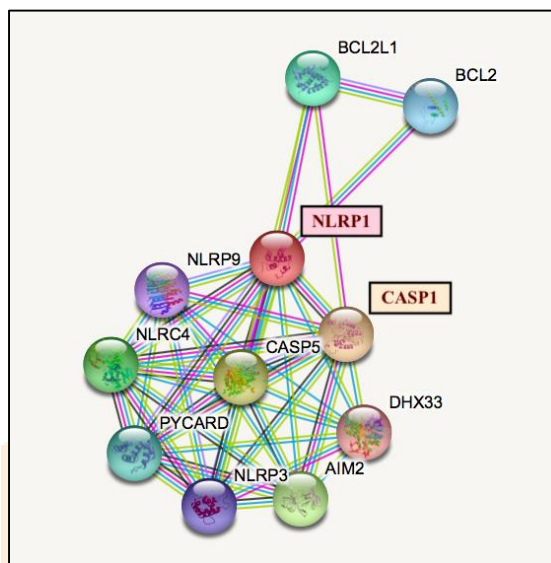 BCL2L1
BCL2
NLRP1
NLRP9
CASP1
NLRC4
CASP5
DHX33
PYCARD
NLRP3
AIM2